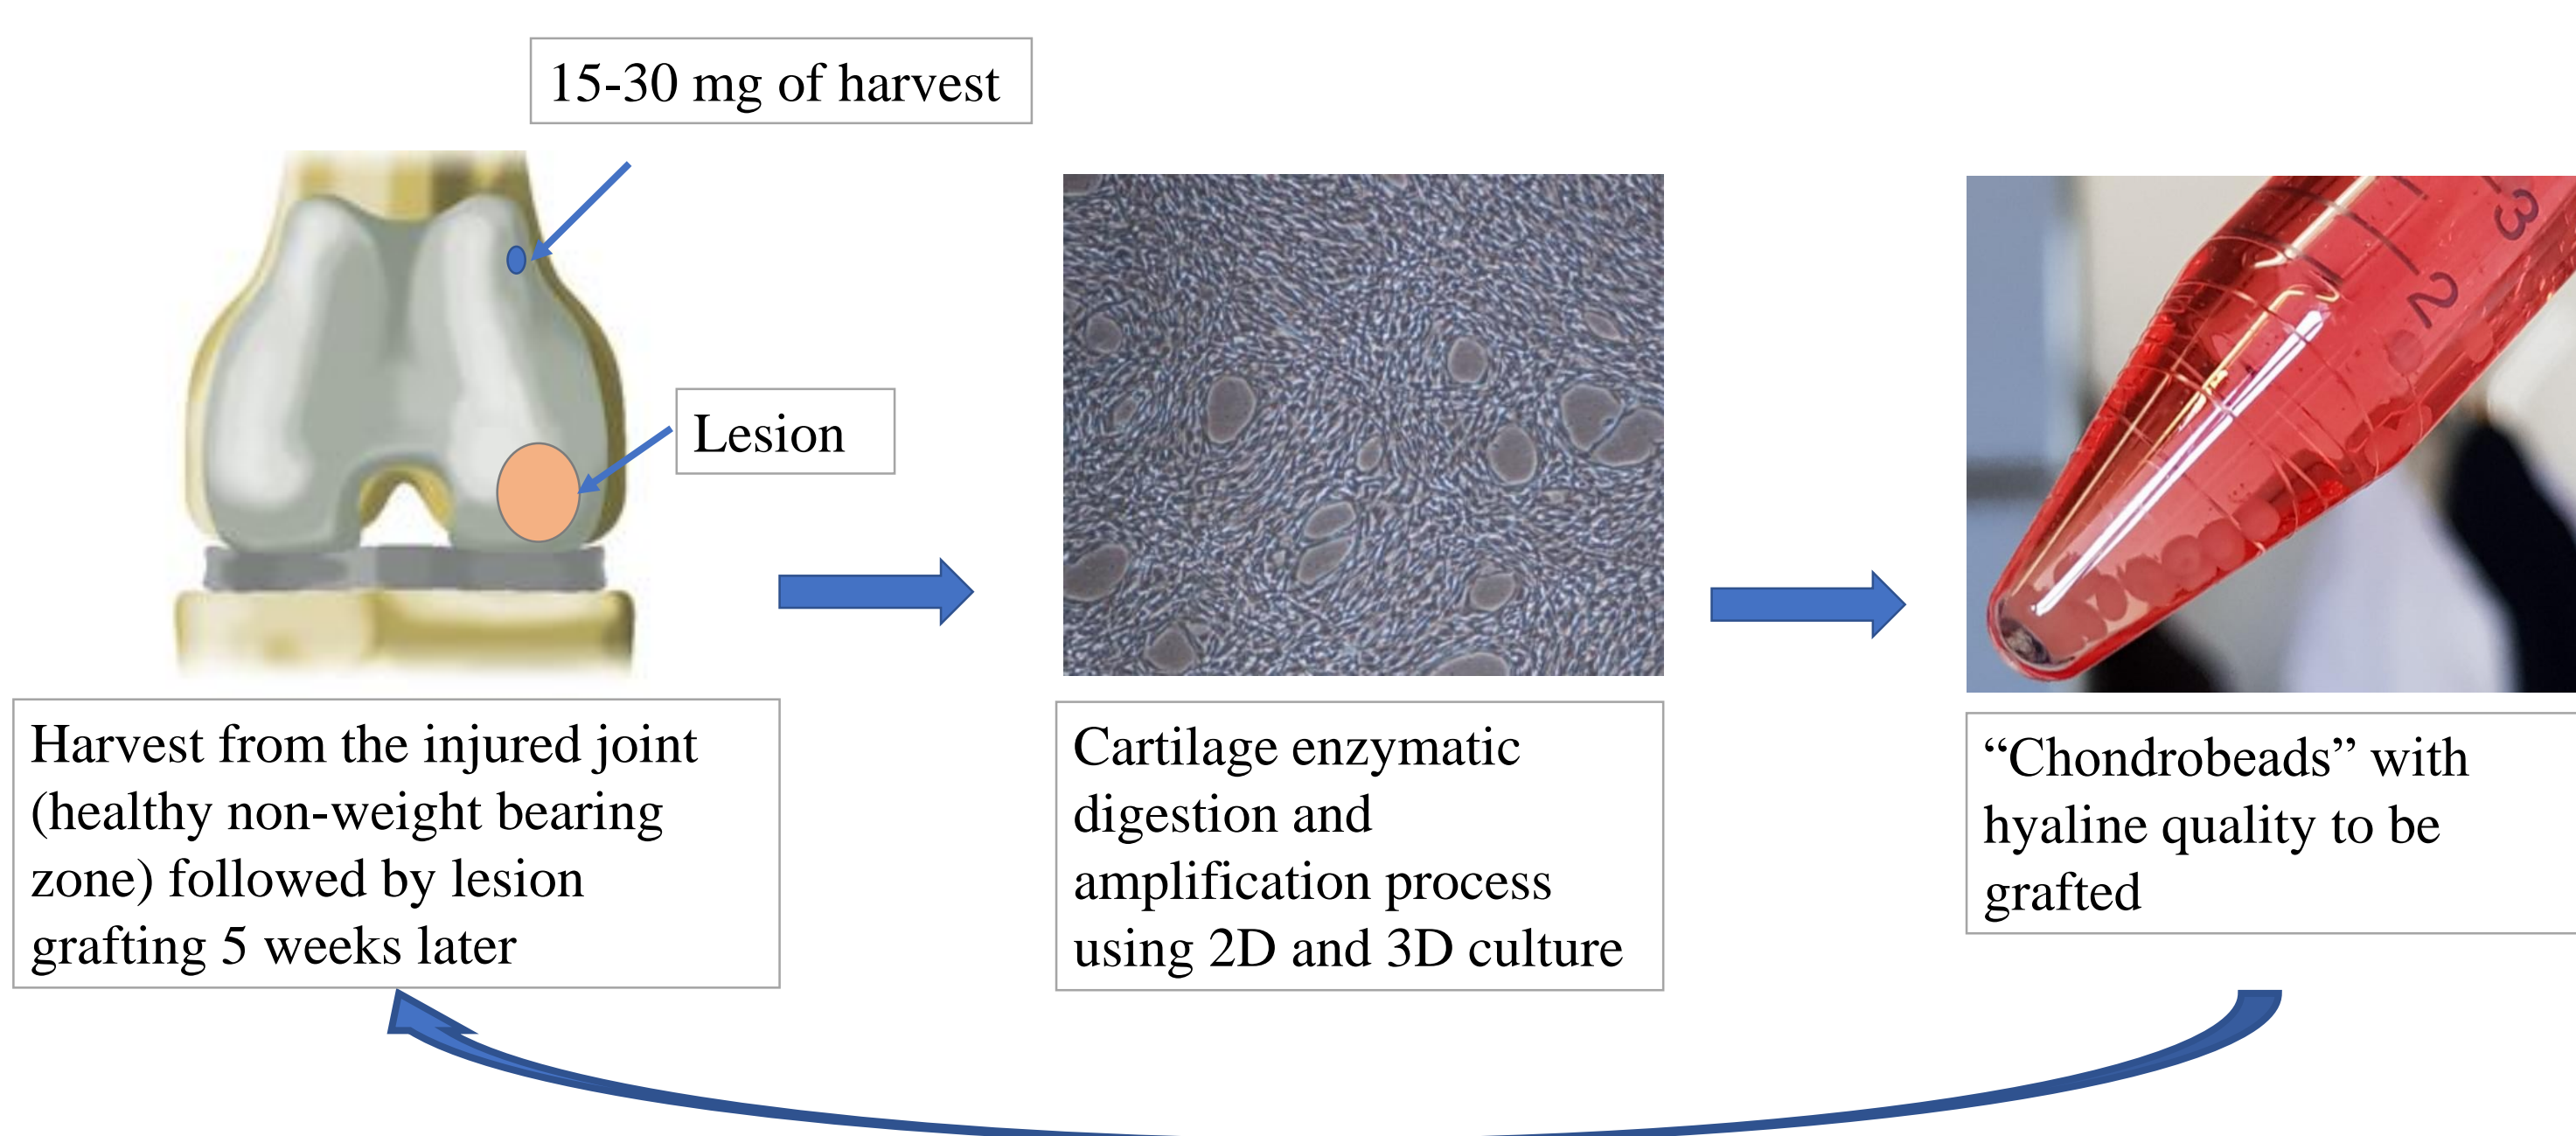 15-30 mg of harvest
Lesion
3
2
Harvest from the injured joint
(healthy non-weight bearing
zone) followed by lesion
grafting 5 weeks later
Cartilage enzymatic
digestion and
amplification process
using 2D and 3D culture
“Chondrobeads” with
hyaline quality to be
grafted